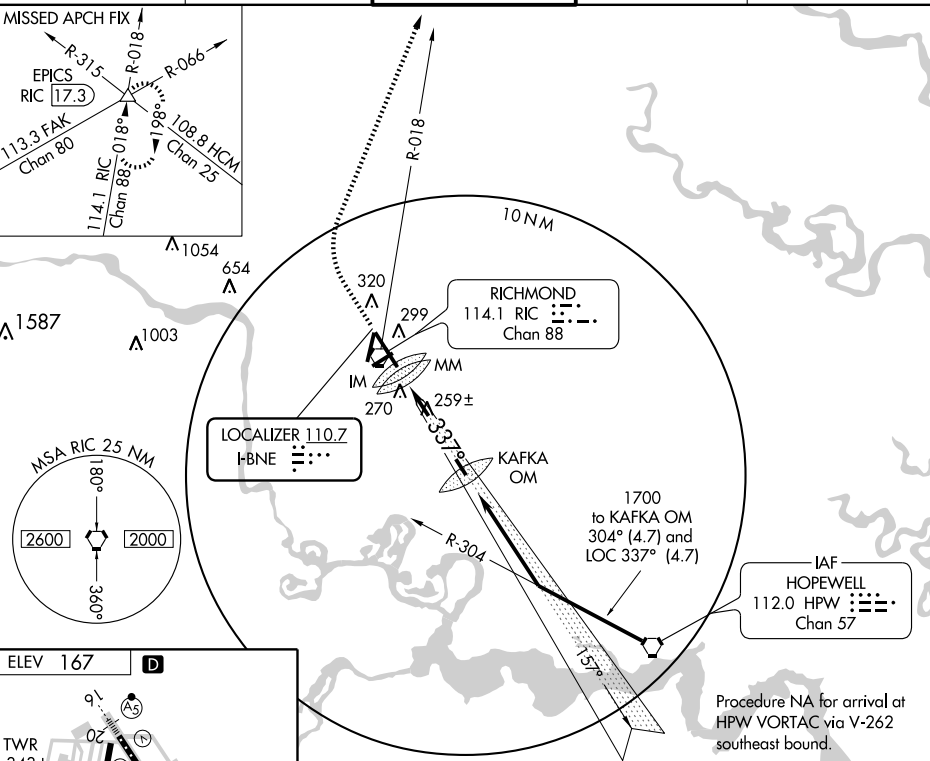 MISSED APCH FIX
R-315
R-018
R-066
EPICS
RIC 17.3
113.3 FAK
Chan 80
018°
198°
108.8 HCM
Chan 25
114.1 RIC
Chan 88
R-018
10 NM
1054
654
320
299
1587
1003
RICHMOND
114.1 RIC
Chan 88
IM
MM
270
259±
LOCALIZER 110.7
I-BNE
337°
KAFKA
OM
MSA RIC 25 NM
180°
2600
2000
360°
1700
to KAFKA OM
304° (4.7) and
LOC 337° (4.7)
R-304
IAF
HOPEWELL
112.0 HPW
Chan 57
157°
ELEV 167
D
16
A5
20
TWR
Procedure NA for arrival at
HPW VORTAC via V-262
southeast bound.